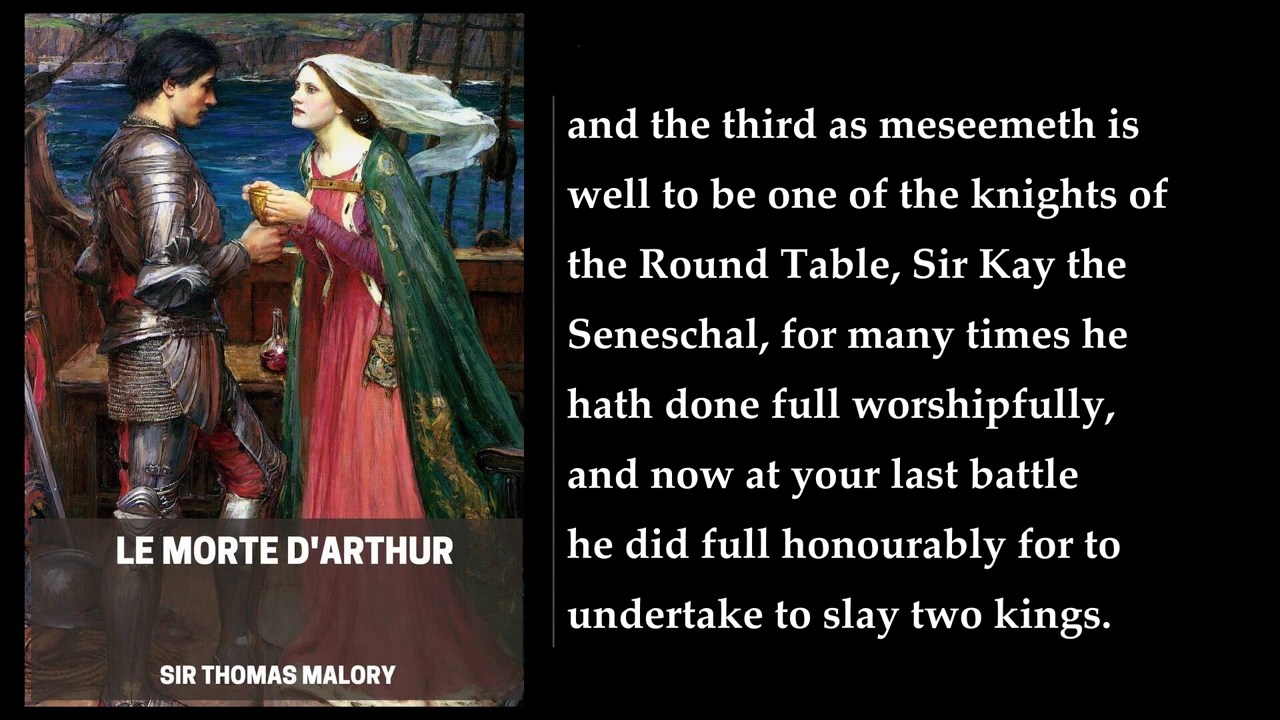 LE MORTE D'ARTHUR
SIR THOMAS MALORY
and the third as meseemeth is
well to be one of the knights of
the Round Table, Sir Kay the
Seneschal, for many times he
hath done full worshipfully,
and now at your last battle
he did full honourably for to
undertake to slay two kings.